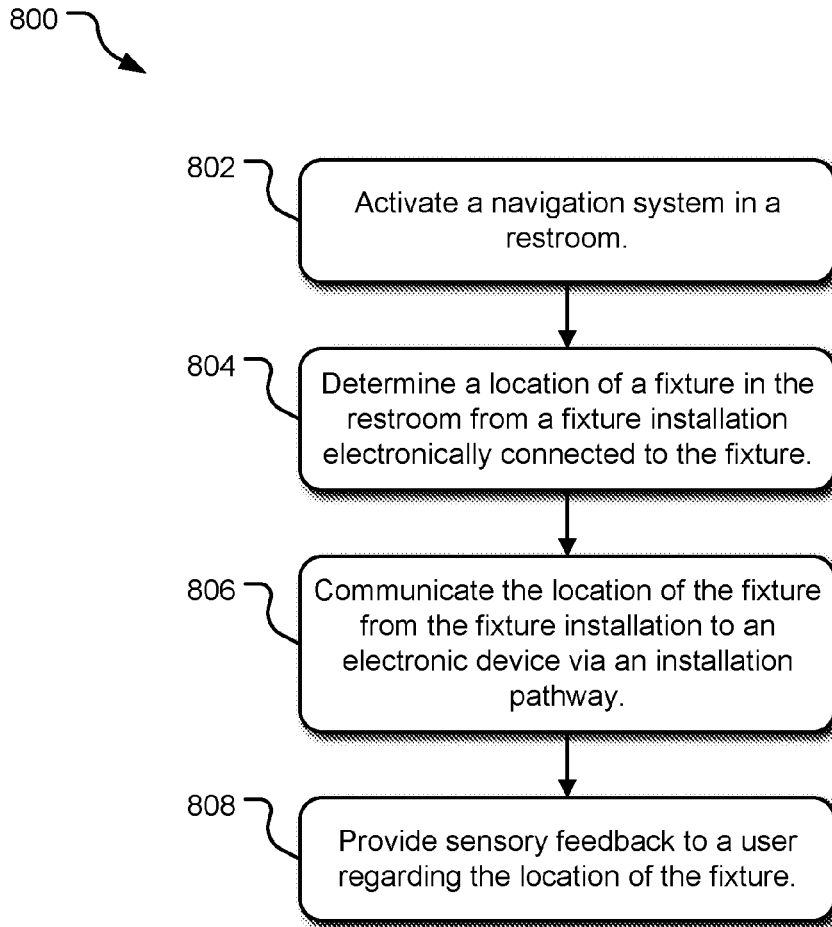 800
802
Activate a navigation system in a
restroom.
804
Determine a location of a fixture in the
restroom from a fixture installation
electronically connected to the fixture.
806
Communicate the location of the fixture
from the fixture installation to an
electronic device via an installation
pathway.
808
Provide sensory feedback to a user
regarding the location of the fixture.